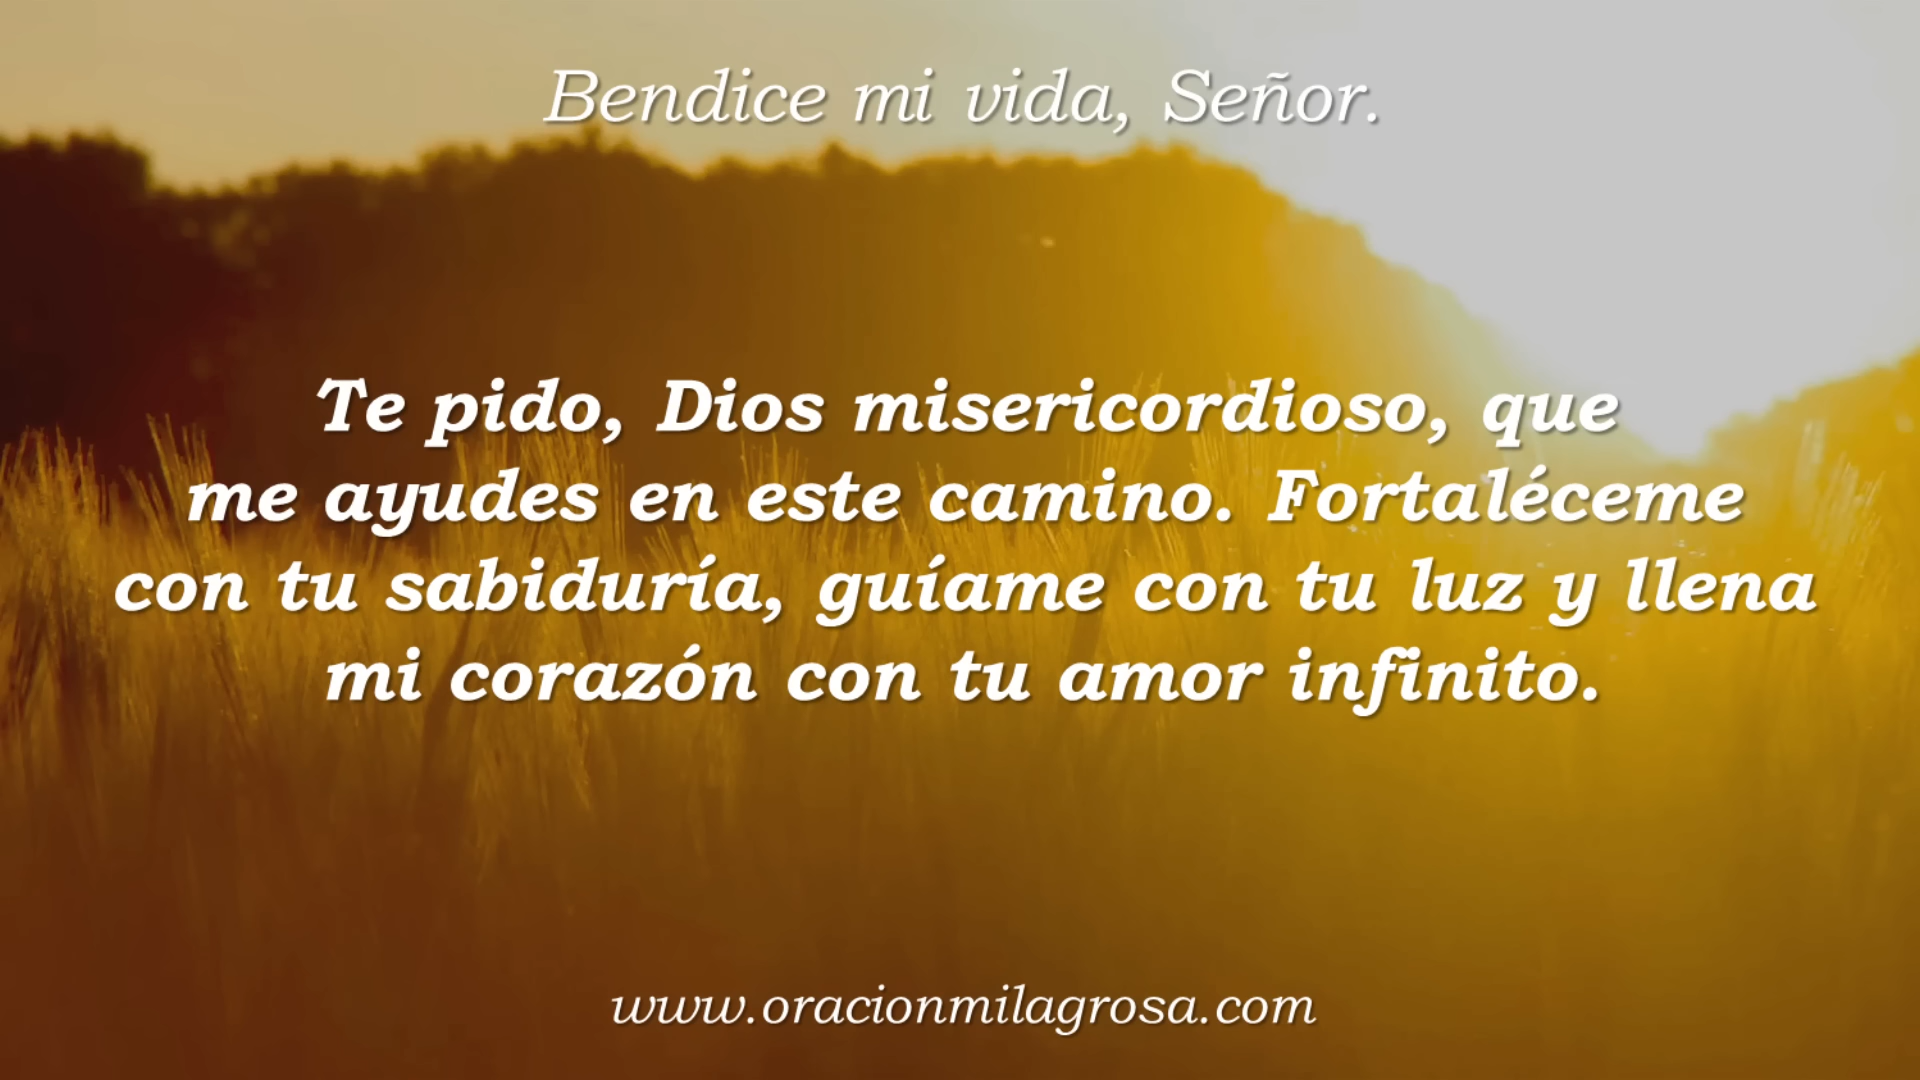 Bendice mi vida, Señor.
Te pido, Dios misericordioso, que
me ayudes en este camino. Fortaléceme
con tu sabiduría, guíame con tu luz y llena
mi corazón con tu amor infinito.
www.oracionmilagrosa.com